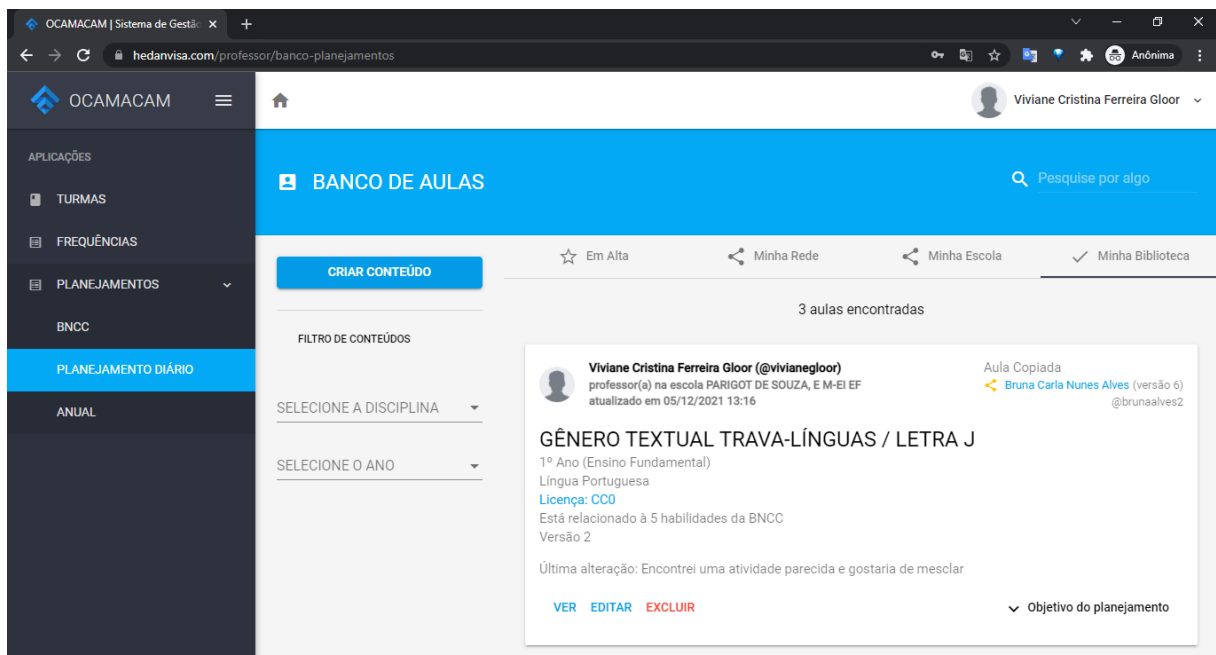 OCAMACAM | Sistema de Gestão
hedanvisa.com/professor/banco-planejamentos
Anônima
OCAMACAM
Viviane Cristina Ferreira Gloor
APLICAÇÕES
TURMAS
FREQUÊNCIAS
PLANEJAMENTOS
BNCC
PLANEJAMENTO DIÁRIO
ANUAL
BANCO DE AULAS
Pesquise por algo
CRIAR CONTEÚDO
FILTRO DE CONTEÚDOS
SELECIONE A DISCIPLINA
SELECIONE O ANO
Em Alta
Minha Rede
Minha Escola
Minha Biblioteca
3 aulas encontradas
Viviane Cristina Ferreira Gloor (@vivianegloor)
professor(a) na escola PARIGOT DE SOUZA, E M-EI EF
atualizado em 05/12/2021 13:16
Aula Copiada
Bruna Carla Nunes Alves (versão 6)
@brunaalves2
GÊNERO TEXTUAL TRAVA-LÍNGUAS / LETRA J
1º Ano (Ensino Fundamental)
Língua Portuguesa
Licença: CC0
Está relacionado à 5 habilidades da BNCC
Versão 2
Última alteração: Encontrei uma atividade parecida e gostaria de mesclar
VER EDITAR EXCLUIR
Objetivo do planejamento